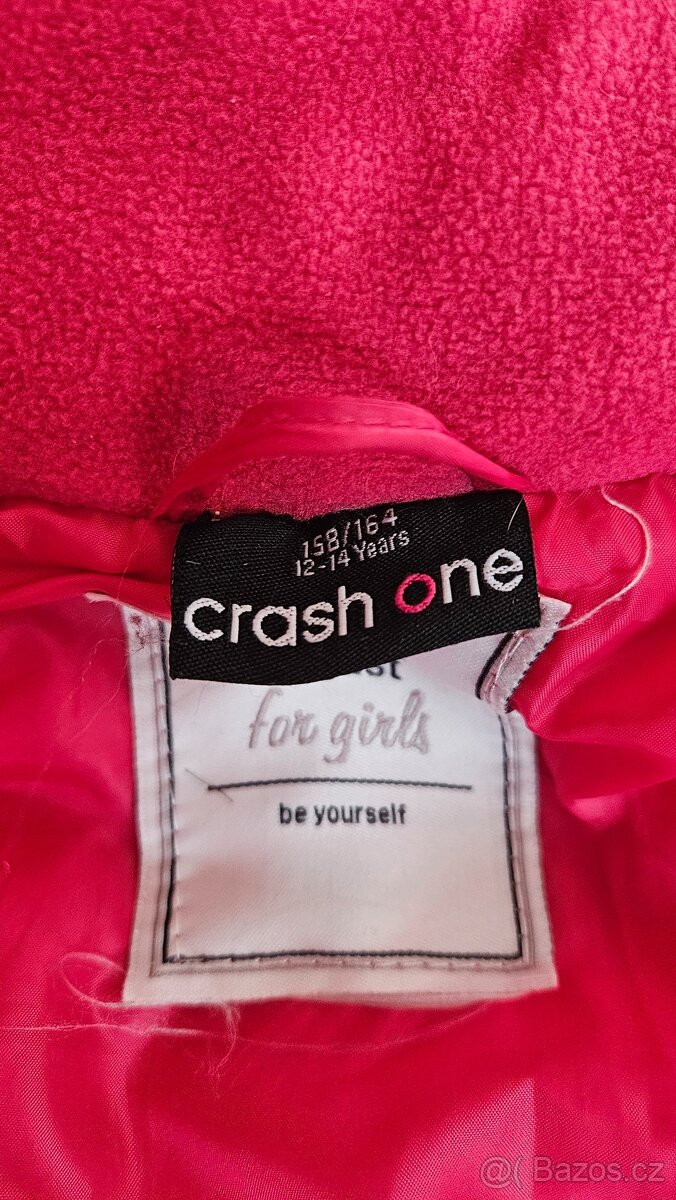 158/164
12-14 Years
crash one
for girls
be yourself
@( Bazos.cz